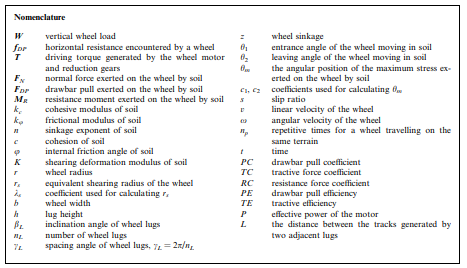 Nomenclature
W vertical wheel load
f_DP horizontal resistance encountered by a wheel
T driving torque generated by the wheel motor
and reduction gears
F_N normal force exerted on the wheel by soil
F_DP drawbar pull exerted on the wheel by soil
M_R resistance moment exerted on the wheel by soil
k_c cohesive modulus of soil
k_φ frictional modulus of soil
n sinkage exponent of soil
c cohesion of soil
φ internal friction angle of soil
K shearing deformation modulus of soil
r wheel radius
r_s equivalent shearing radius of the wheel
λ_s coefficient used for calculating r_s
b wheel width
h lug height
β_L inclination angle of wheel lugs
n_L number of wheel lugs
γ_L spacing angle of wheel lugs, γ_L = 2π/n_L
z wheel sinkage
θ_1 entrance angle of the wheel moving in soil
θ_2 leaving angle of the wheel moving in soil
θ_m the angular position of the maximum stress ex-
erted on the wheel by soil
c_1, c_2 coefficients used for calculating θ_m
s slip ratio
v linear velocity of the wheel
ω angular velocity of the wheel
n_p repetitive times for a wheel travelling on the
same terrain
t time
PC drawbar pull coefficient
TC tractive force coefficient
RC resistance force coefficient
PE drawbar pull efficiency
TE tractive efficiency
P effective power of the motor
L the distance between the tracks generated by
two adjacent lugs